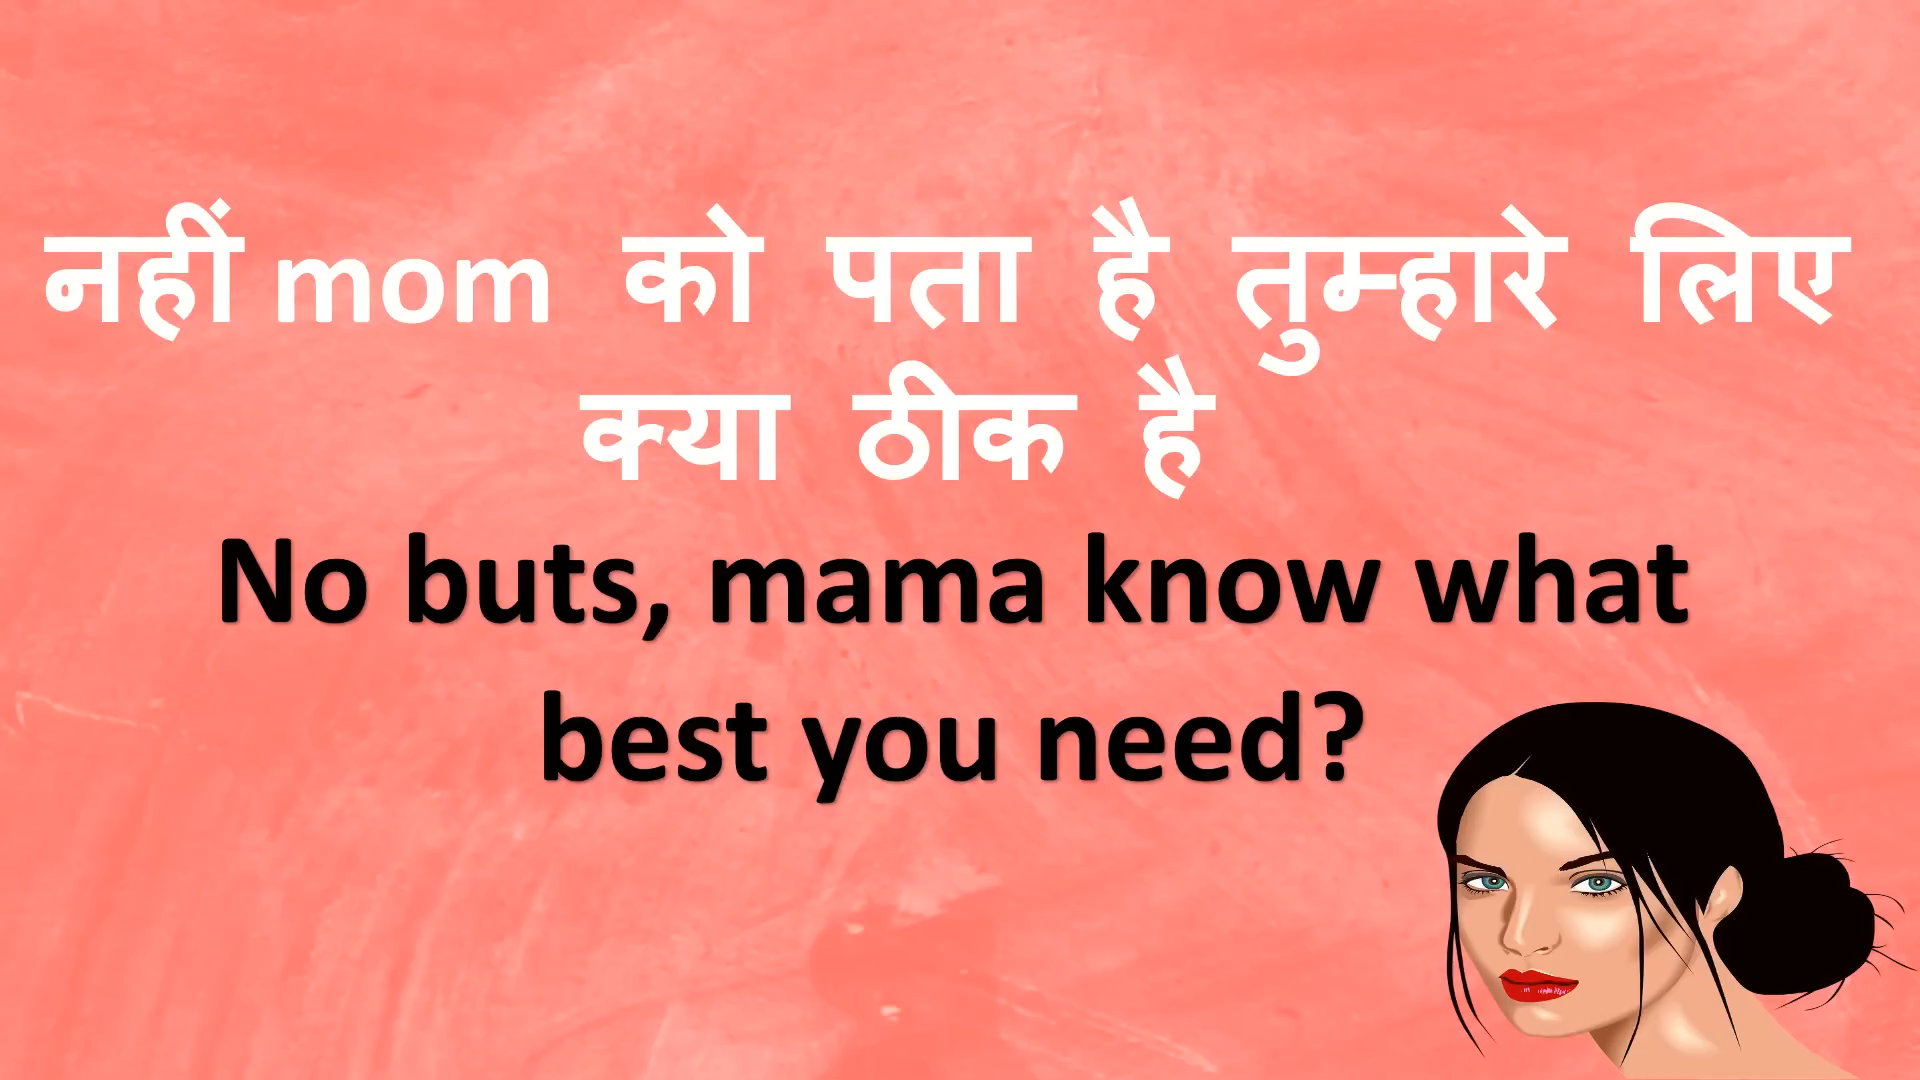 नहीं mom को पता है तुम्हारे लिए
क्या ठीक है
No buts, mama know what
best you need?